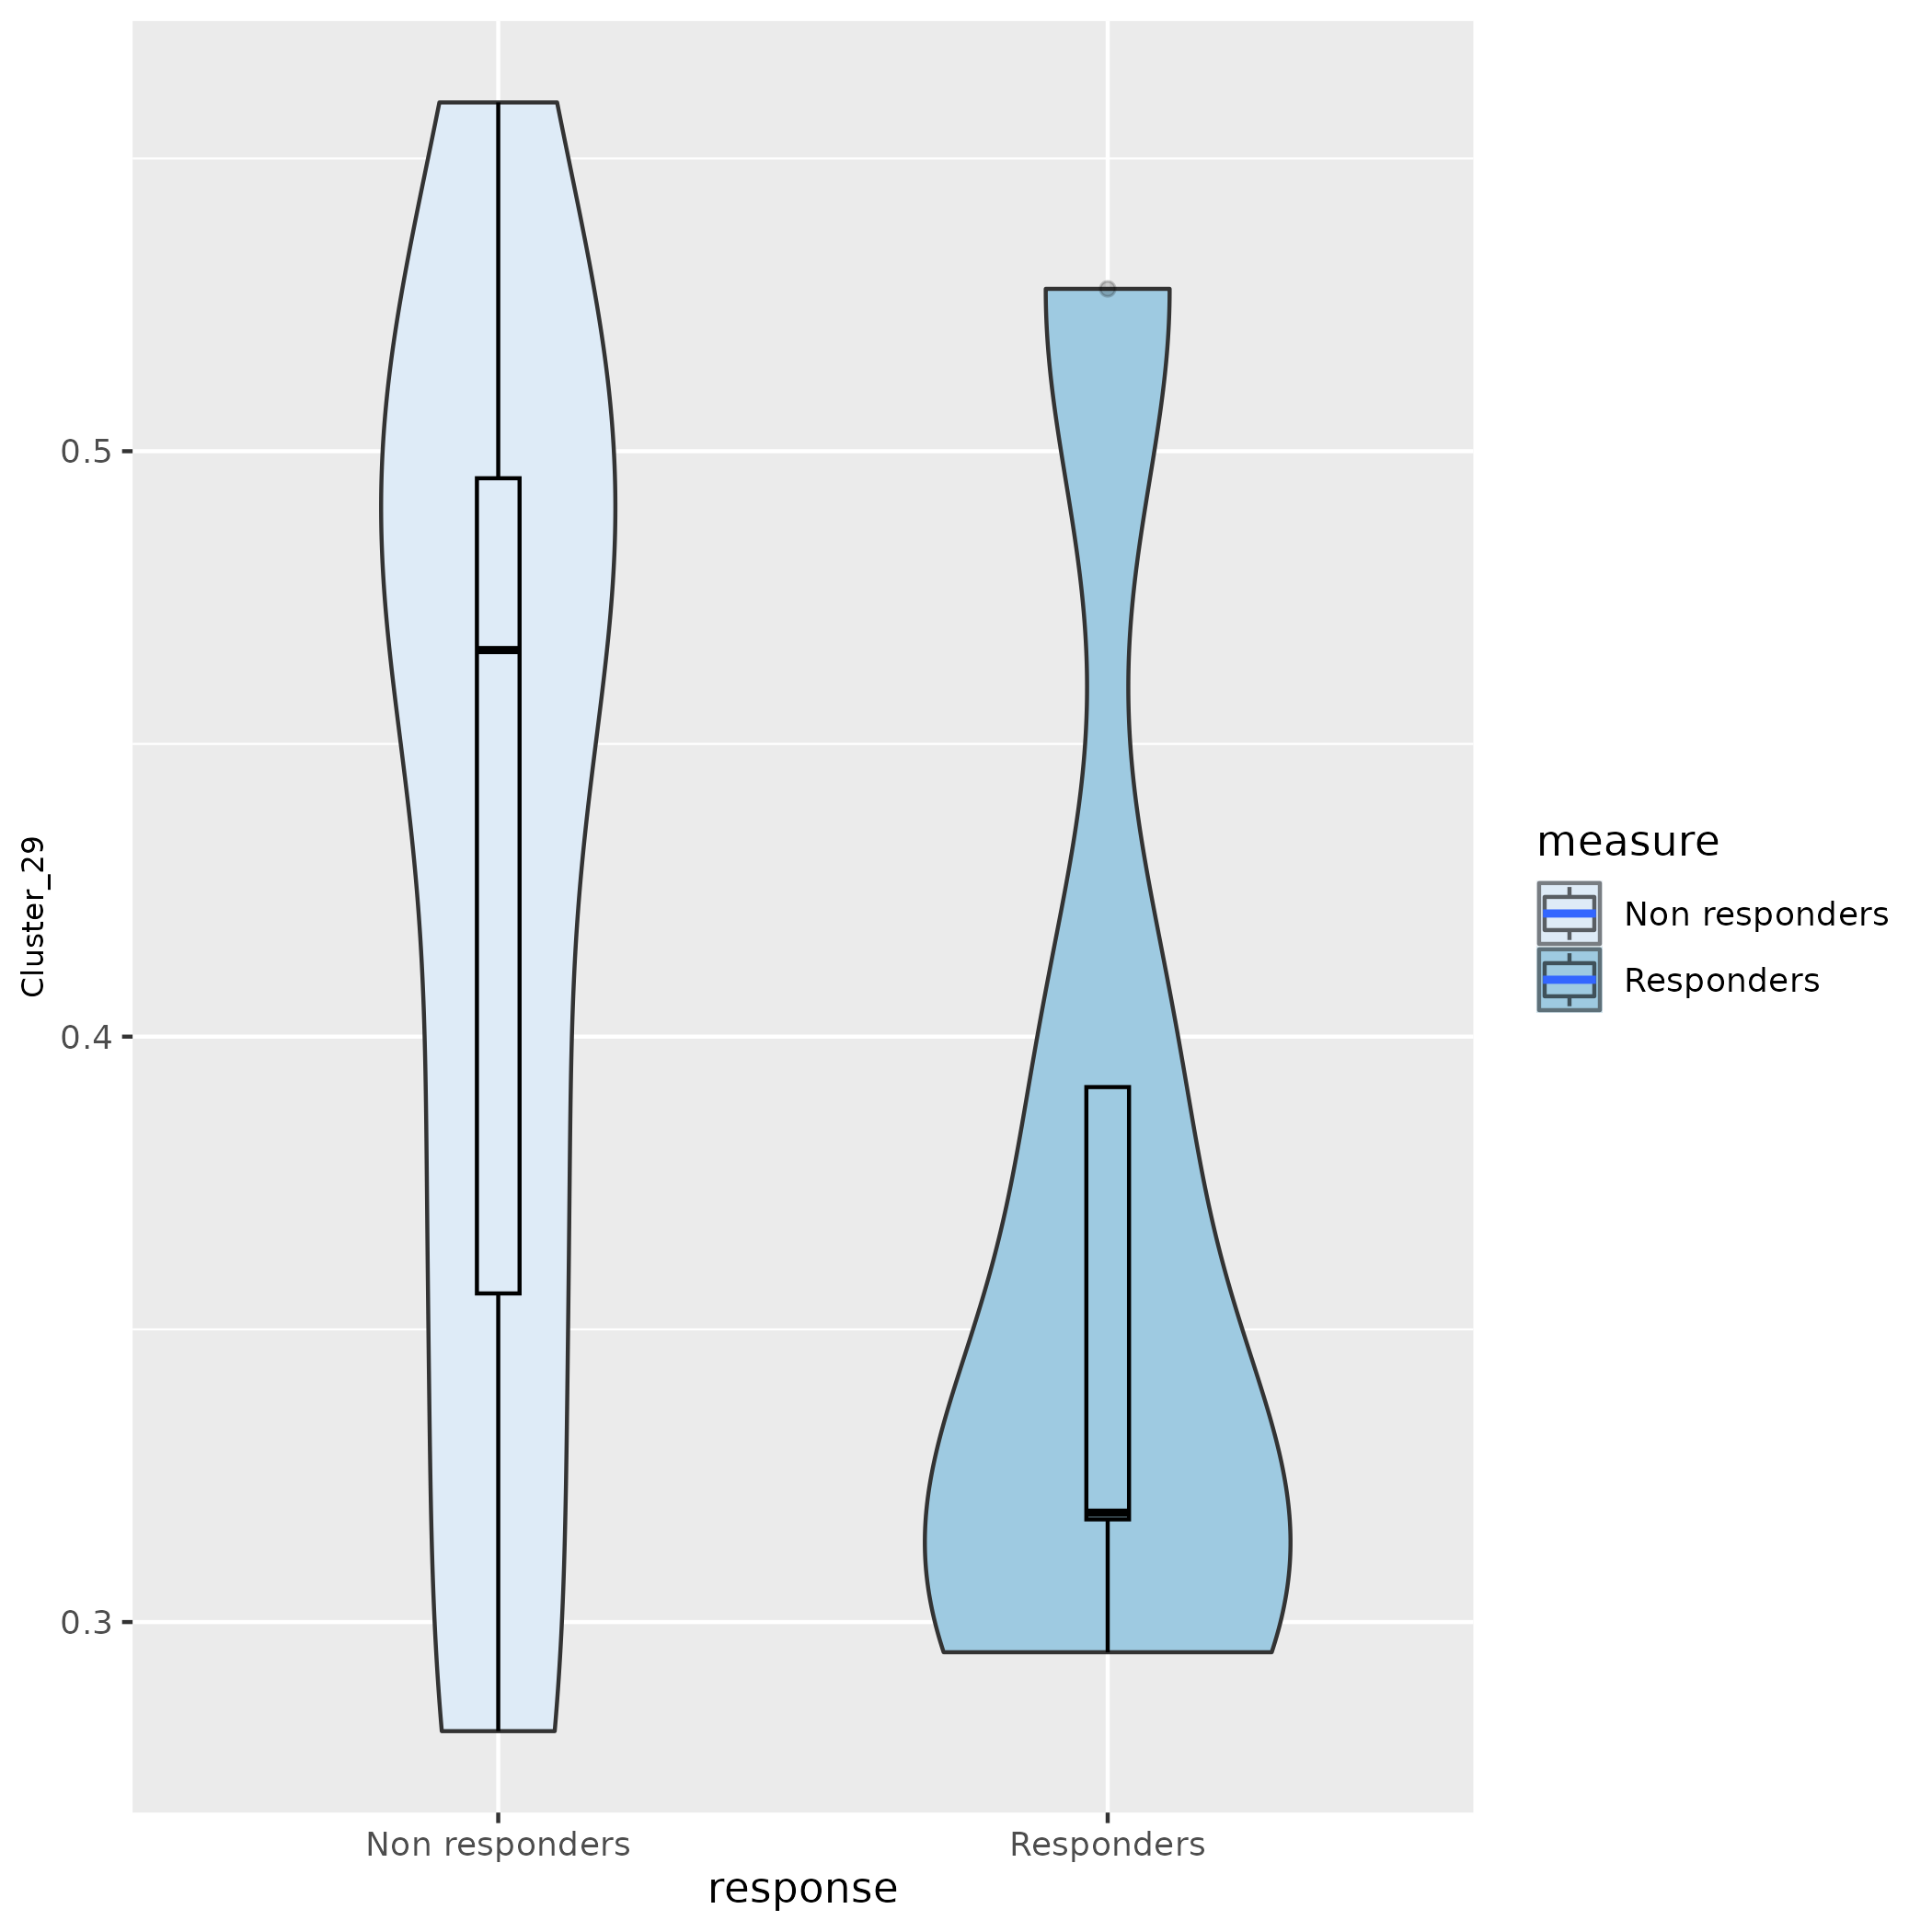 Cluster_29
0.5
0.4
0.3
Non responders
Responders
response
measure
Non responders
Responders